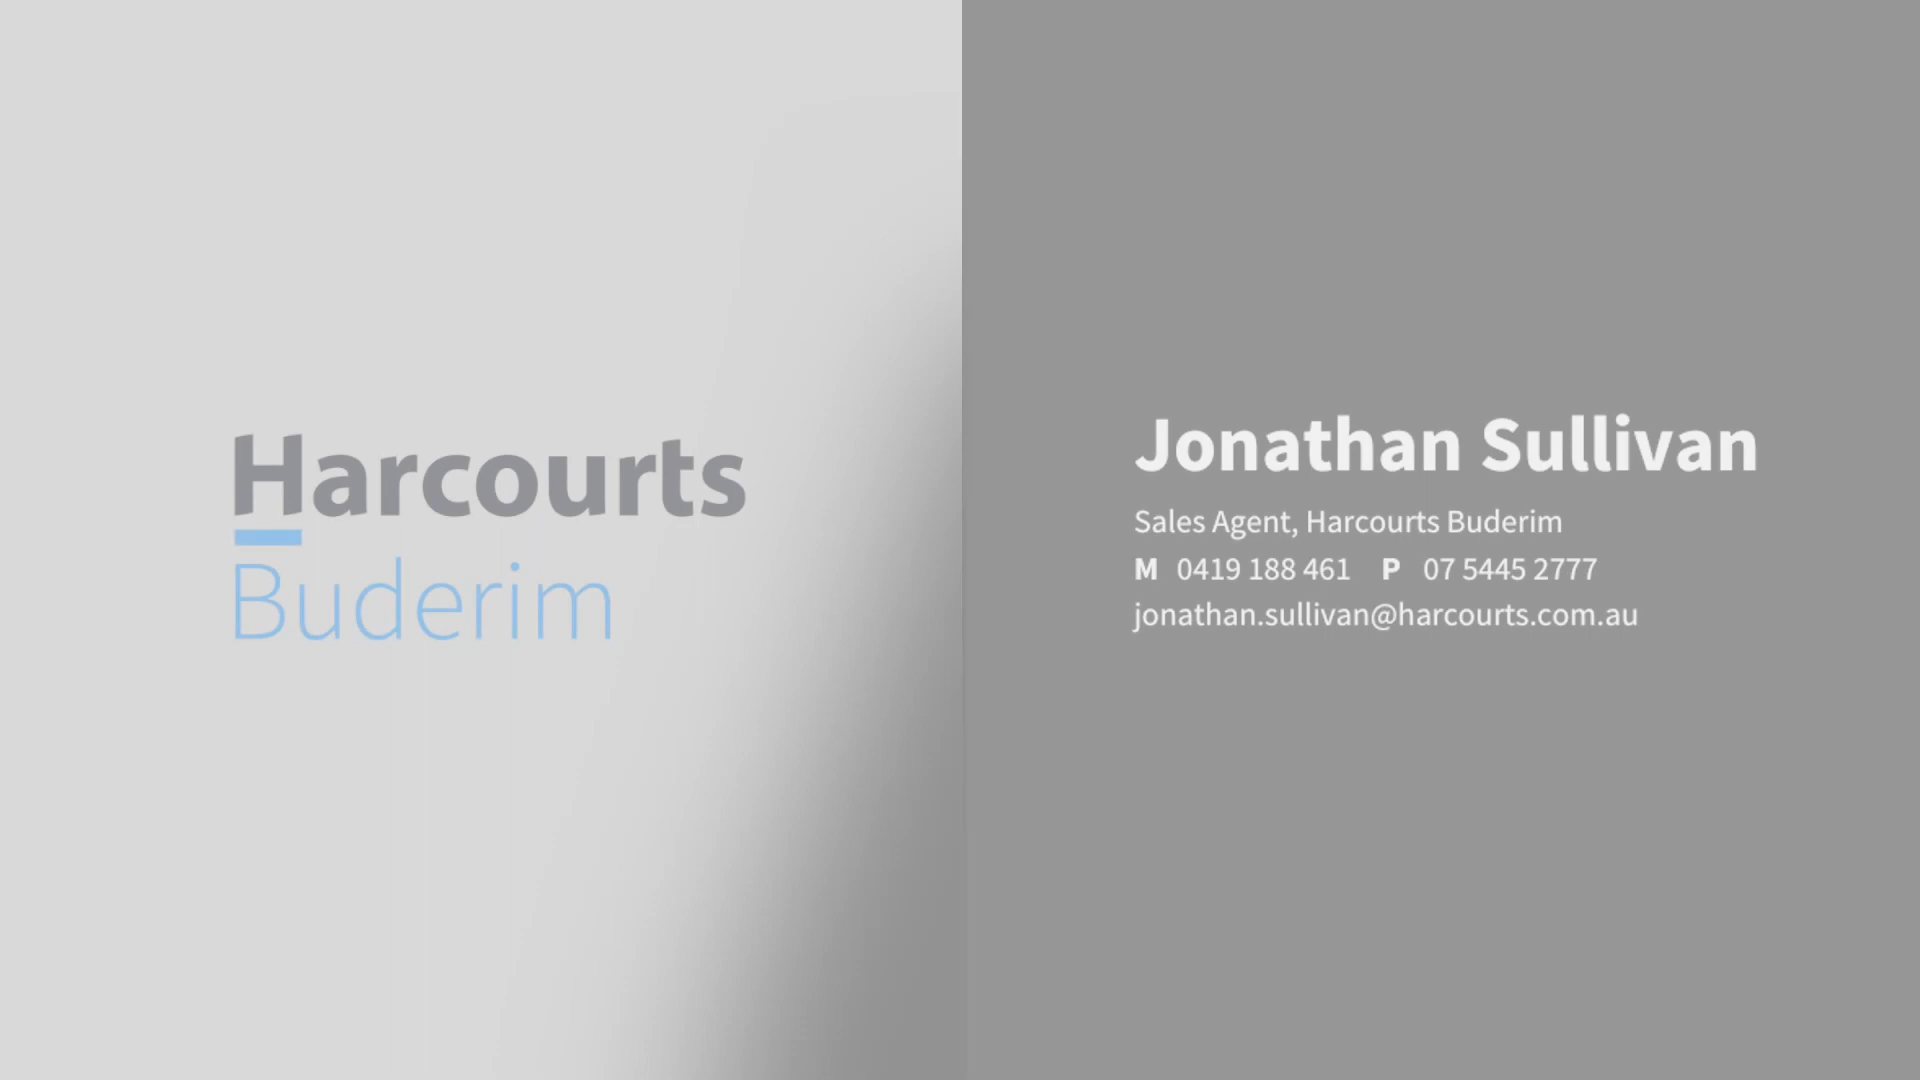 Harcourts
Buderim
Jonathan Sullivan
Sales Agent, Harcourts Buderim
M 0419 188 461 P 07 5445 2777
jonathan.sullivan@harcourts.com.au